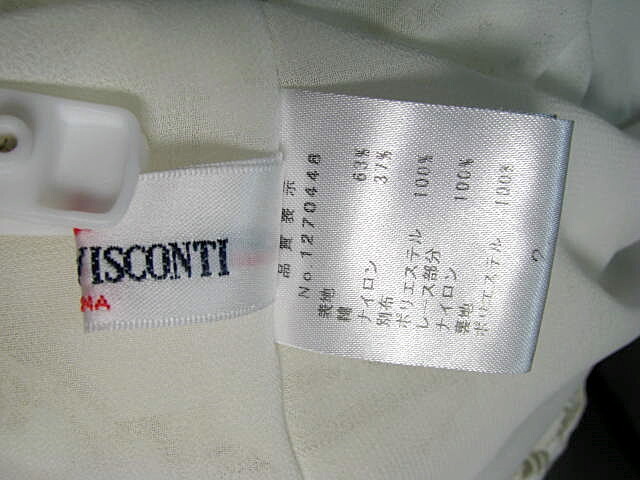 VISCONTI
NA
品質表示
No.1270448
表地
綿 63%
ナイロン 37%
別布
ポリエステル 100%
レース部分
ナイロン 100%
裏地
ポリエステル 100%
2